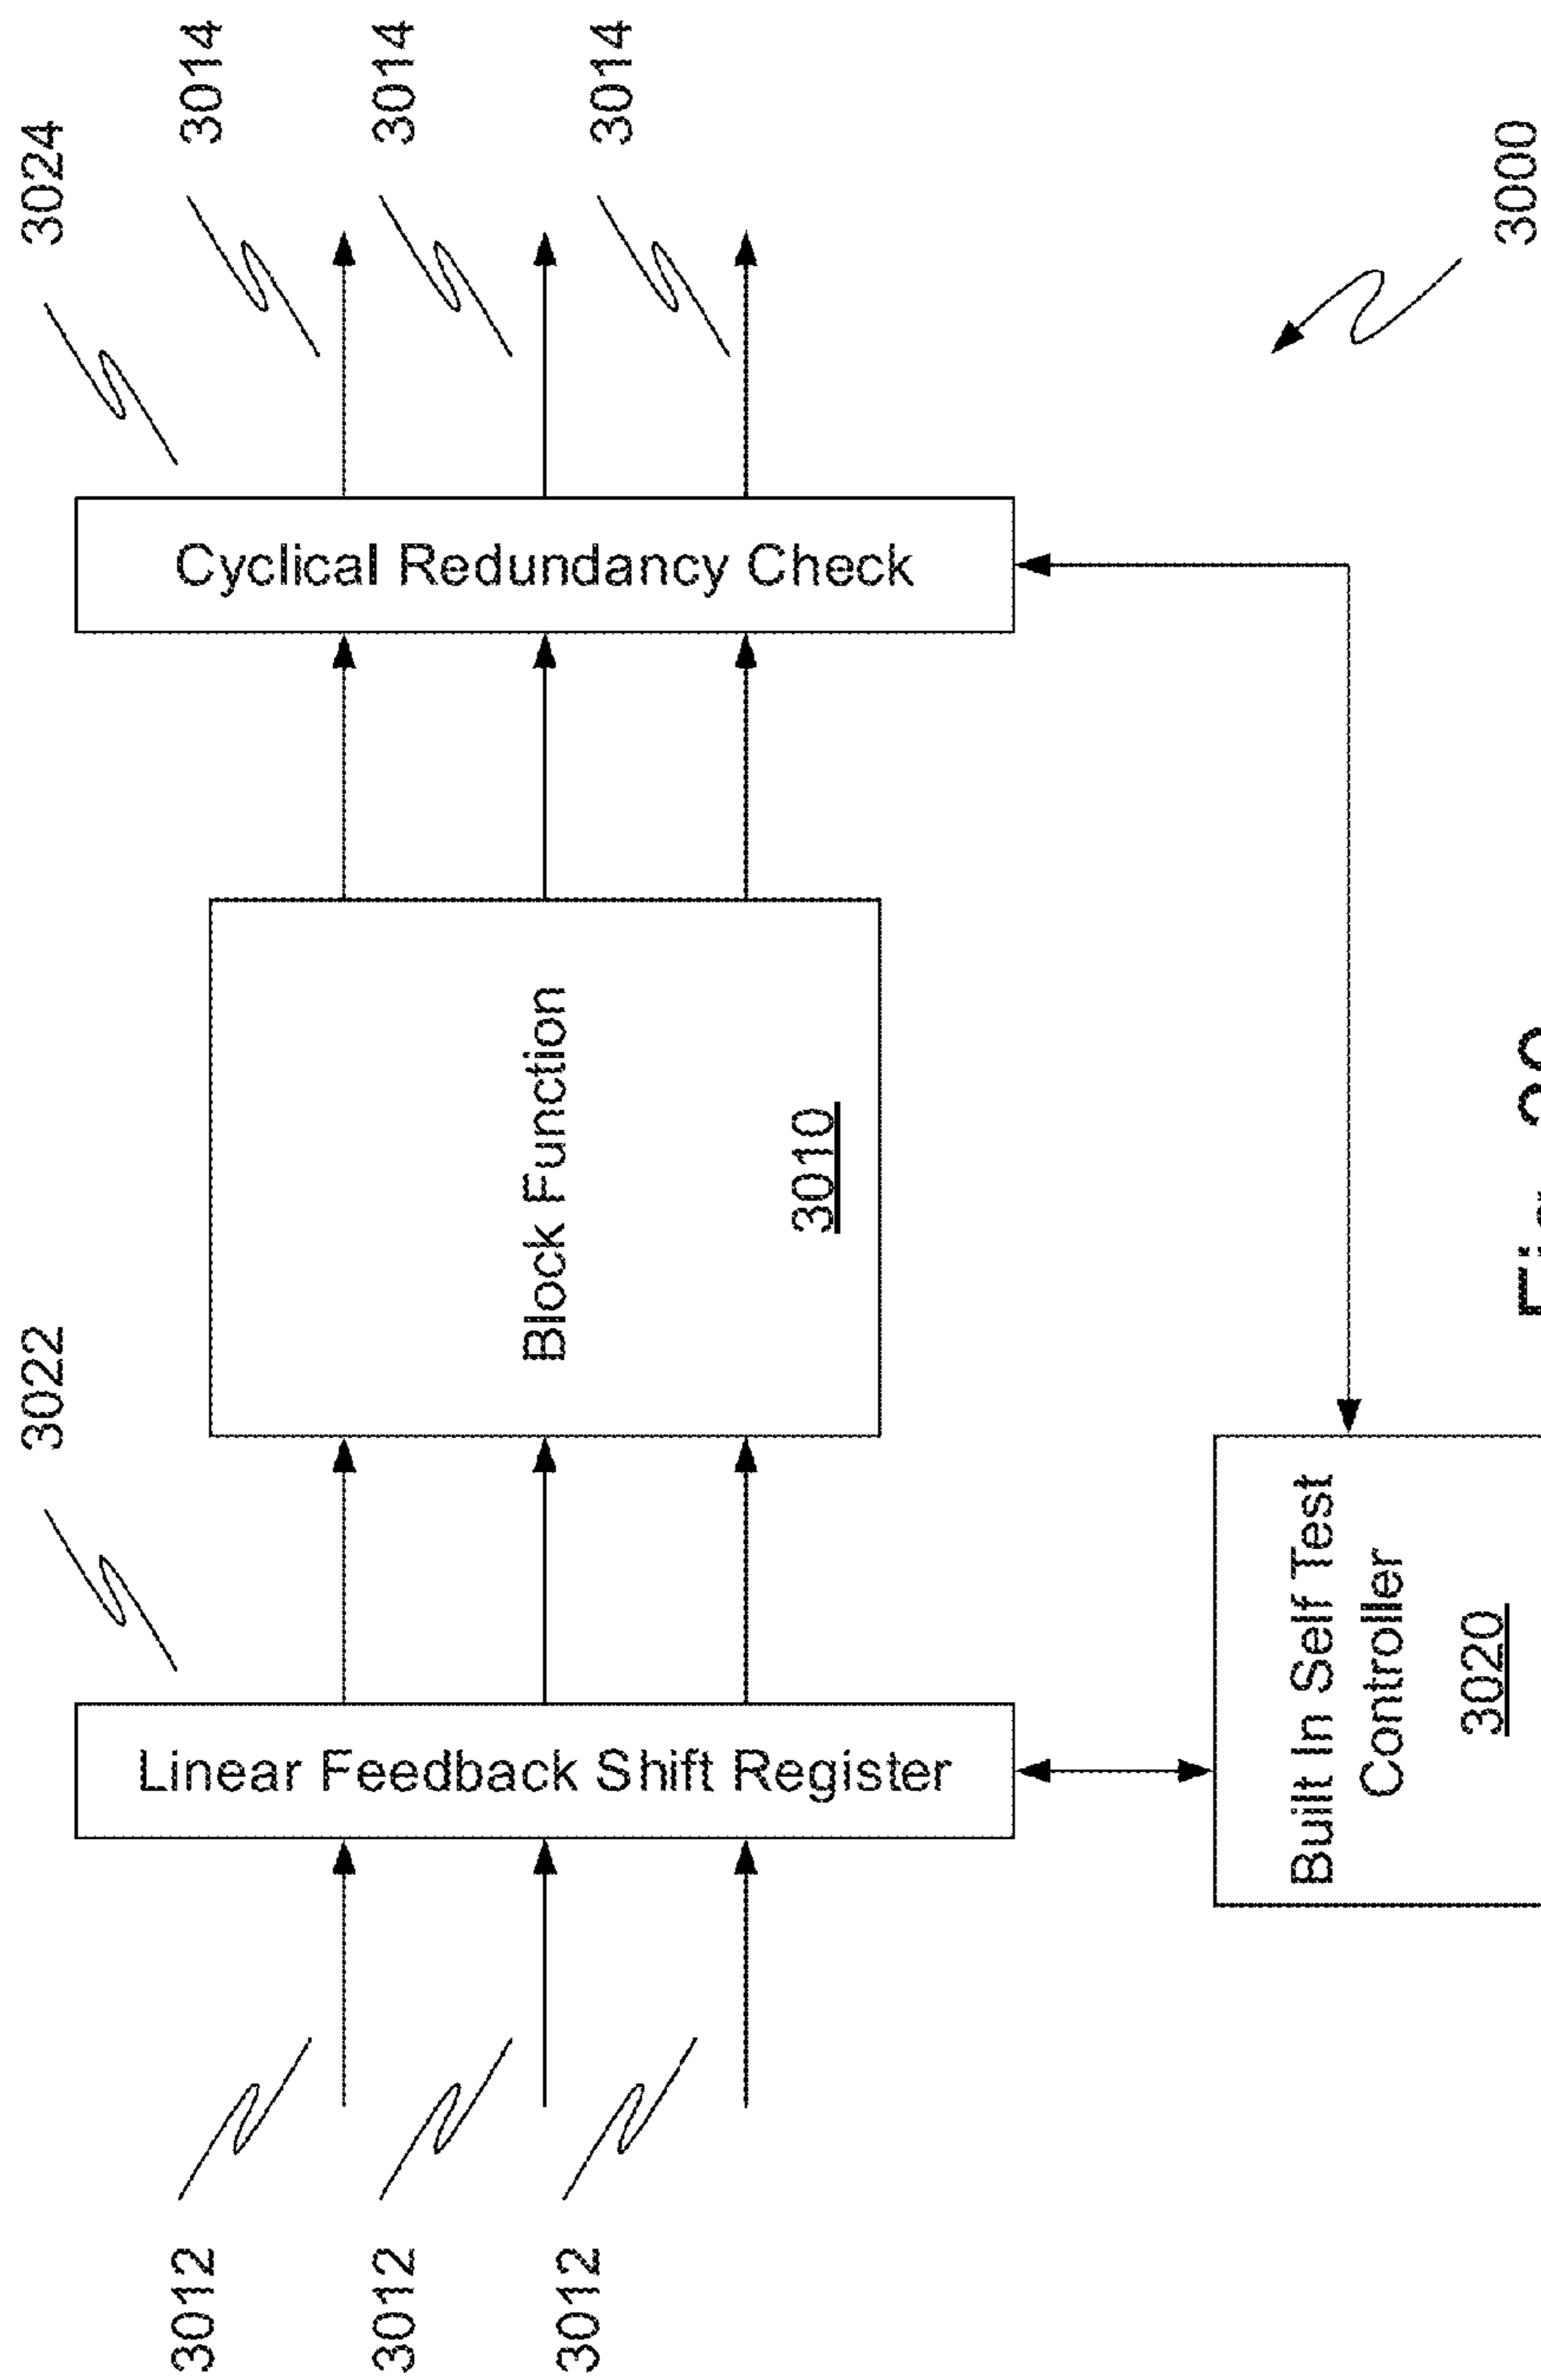 3022
3024
3012
3012
3012
Linear Feedback Shift Register
Block Function
3010
Cyclical Redundancy Check
3014
3014
3014
Built In Self Test
Controller
3020
3000